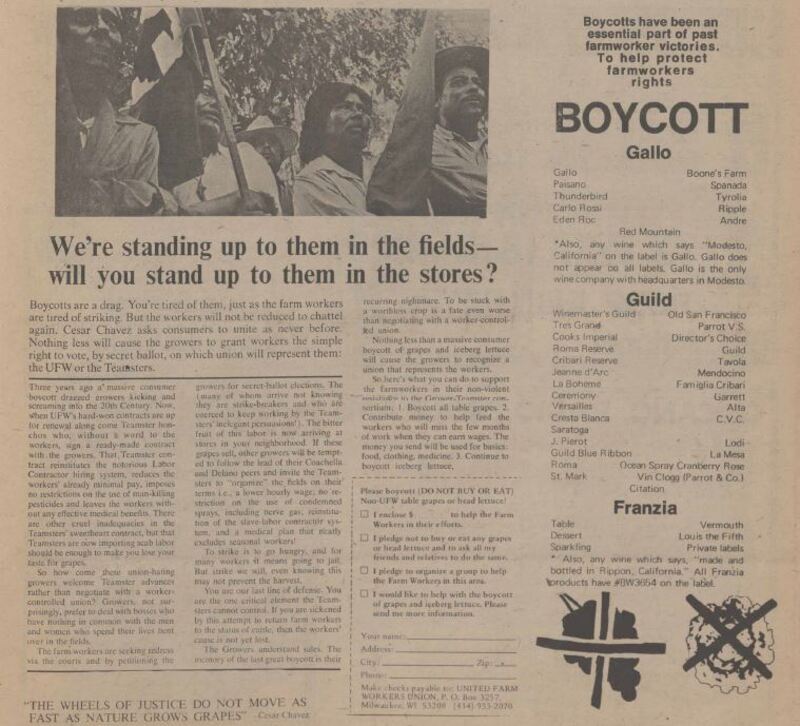 We're standing up to them in the fields—
will you stand up to them in the stores?
Boycotts are a drag. You're tired of them, just as the farm workers
are tired of striking. But the workers will not be reduced to chattel
again. Cesar Chavez asks consumers to unite as never before.
Nothing less will cause the growers to grant workers the simple
right to vote, by secret ballot, on which union will represent them:
the UFW or the Teamsters.
Three years ago a massive consumer
boycott dragged growers kicking and
screaming into the 20th Century. Now,
when UFW's hard-won contracts are up
for renewal along come Teamster hon-
chos who, without a word to the
workers, sign a ready-made contract
with the growers. That Teamster con-
tract reinstitutes the notorious Labor
Contractor hiring system, reduces the
workers' already minimal pay, imposes
no restrictions on the use of man-killing
pesticides and leaves the workers with-
out any effective medical benefits. There
are other cruel inadequacies in the
Teamsters' sweetheart contract, but that
Teamsters are now importing scab labor
should be enough to make you lose your
taste for grapes.
So how come these union-hating
growers welcome Teamster advances
rather than negotiate with a worker-
controlled union? Growers, not sur-
prisingly, prefer to deal with bosses who
have nothing in common with the men
and women who spend their lives bent
over in the fields.
The farm workers are seeking redress
via the courts and by petitioning the
growers for secret-ballot elections. The
(many of whom arrive not knowing
they are strike-breakers and who are
coerced to keep working by the Team-
sters' inelegant persuasions!). The bitter
fruit of this labor is now arriving at
stores in your neighborhood. If these
grapes sell, other growers will be tempt-
ed to follow the lead of their Coachella
and Delano peers and invite the Team-
sters to "organize" the fields on their
terms i.e., a lower hourly wage, no re-
striction on the use of condemned
sprays, including nerve gas, reinstitu-
tion of the slave-labor contractor sys-
tem, and a medical plan that neatly
excludes seasonal workers!
To strike is to go hungry, and for
many workers it means going to jail.
But strike we will, even knowing this
may not prevent the harvest.
You are our last line of defense. You
are the one critical element the Team-
sters cannot control. If you are sickened
by this attempt to return farm workers
to the status of cattle, then the workers'
cause is not yet lost.
The Growers understand sales. The
memory of the last great boycott is their
recurring nightmare. To be stuck with
a worthless crop is a fate even worse
than negotiating with a worker-control-
led union.
Nothing less than a massive consumer
boycott of grapes and iceberg lettuce
will cause the growers to recognize a
union that represents the workers.
So here's what you can do to support
the farmworkers in their non-violent
to the Grower-Teamster con-
sortium: 1. Boycott all table grapes. 2.
Contribute money to help feed the
workers who will miss the few months
of work when they can earn wages. The
money you send will be used for basics:
food, clothing, medicine. 3. Continue to
boycott iceberg lettuce.
Please boycott (DO NOT BUY OR EAT)
Non-UFW table grapes or head lettuce!
I enclose $ to help the Farm
Workers in their efforts.
I pledge not to buy or eat any grapes
or head lettuce and to ask all my
friends and relatives to do the same.
I pledge to organize a group to help
the Farm Workers in this area.
I would like to help with the boycott
of grapes and iceberg lettuce. Please
send me more information.
Your name:
Address:
City: Zip:
Phone:
Make checks payable to: UNITED FARM
WORKERS UNION, P. O. Box 3257,
Milwaukee, WI. 53208 (414) 933-2070
"THE WHEELS OF JUSTICE DO NOT MOVE AS
FAST AS NATURE GROWS GRAPES" -Cesar Chavez
Boycotts have been an
essential part of past
farmworker victories.
To help protect
farmworkers
rights
BOYCOTT
Gallo
Gallo Boone's Farm
Paisano Spanada
Thunderbird Tyrolia
Carlo Rossi Ripple
Eden Roc Andre
Red Mountain
*Also, any wine which says "Modesto,
California" on the label is Gallo. Gallo does
not appear on all labels. Gallo is the only
wine company with headquarters in Modesto.
Guild
Winemaster's Guild Old San Francisco
Tres Grand Parrot V.S.
Cooks Imperial Director's Choice
Roma Reserve Guild
Cribari Reserve Tavola
Jeanne d'Arc Mendocino
La Boheme Famiglia Cribari
Ceremony Garrett
Versailles Alta
Cresta Blanca C.V.C.
Saratoga
J. Pierot Lodi
Guild Blue Ribbon La Mesa
Roma Ocean Spray Cranberry Rose
St. Mark Vin Clogg (Parrot & Co.)
Citation
Franzia
Table Vermouth
Dessert Louis the Fifth
Sparkling Private labels
* Also, any wine which says, "made and
bottled in Rippon, California." All Franzia
products have #BW3654 on the label.